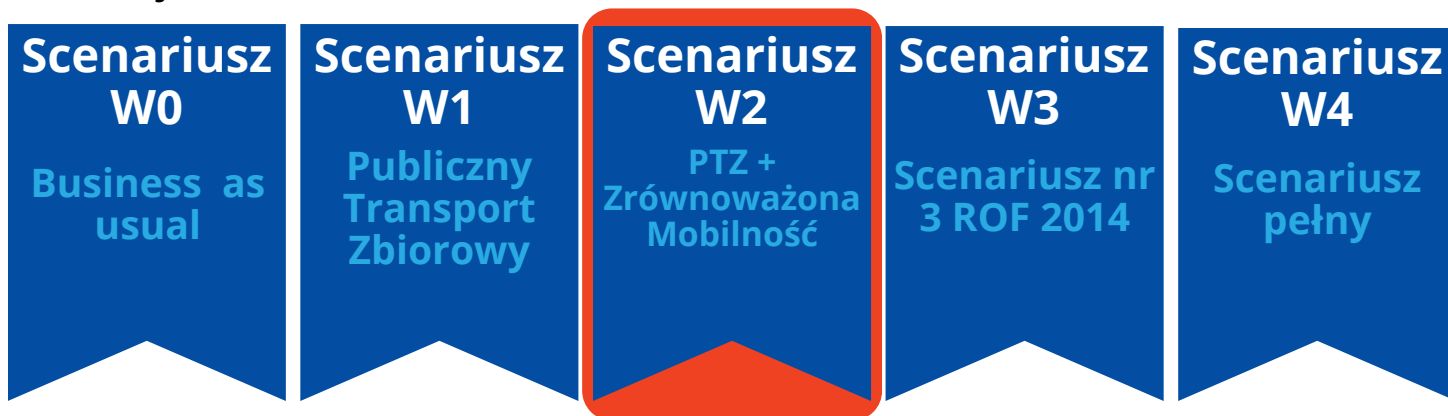 Scenariusz
W0
Business as
usual
Scenariusz
W1
Publiczny
Transport
Zbiorowy
Scenariusz
W2
PTZ +
Zrównoważona
Mobilność
Scenariusz
W3
Scenariusz nr
3 ROF 2014
Scenariusz
W4
Scenariusz
pełny